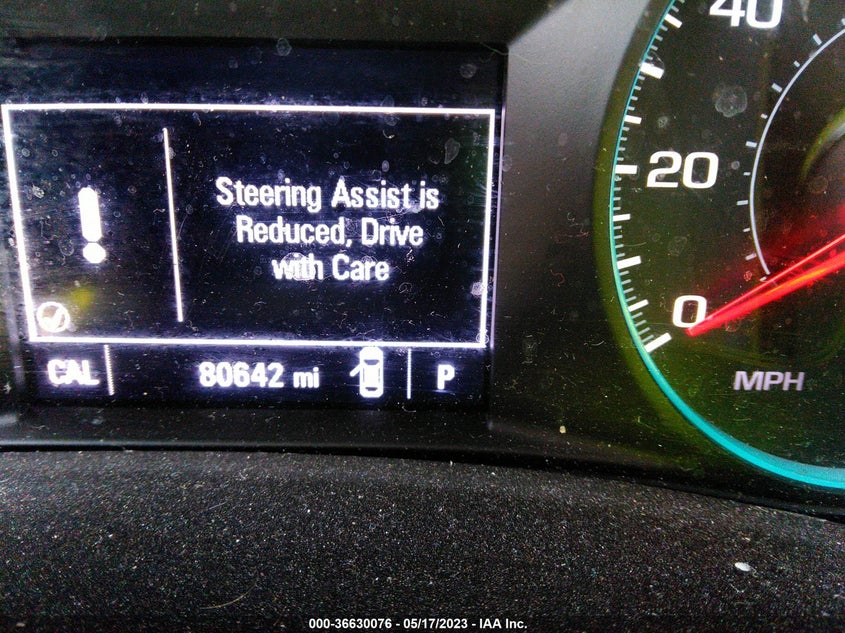 40
Steering Assist is
Reduced, Drive
with Care
20
0
CAL
80642 mi
P
MPH
000-36630076 - 05/17/2023 - IAA Inc.